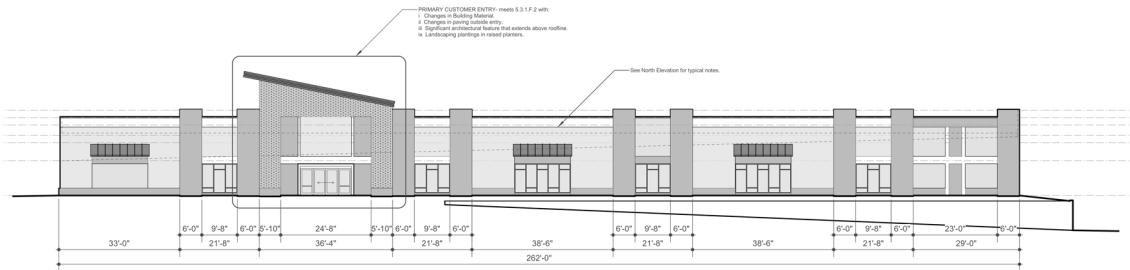 PRIMARY CUSTOMER ENTRY- meets 5.3.1.F.2 with:
i Changes in Building Material.
ii Changes in paving outside entry.
iii Significant architectural feature that extends above roofline.
ix Landscaping plantings in raised planters.
See North Elevation for typical notes.
6'-0" 9'-8" 6'-0" 5'-10" 24'-8" 5'-10" 6'-0" 9'-8" 6'-0" 6'-0" 9'-8" 6'-0" 6'-0" 9'-8" 6'-0" 23'-0" 6'-0"
33'-0" 21'-8" 36'-4" 21'-8" 38'-6" 21'-8" 38'-6" 21'-8" 29'-0"
262'-0"